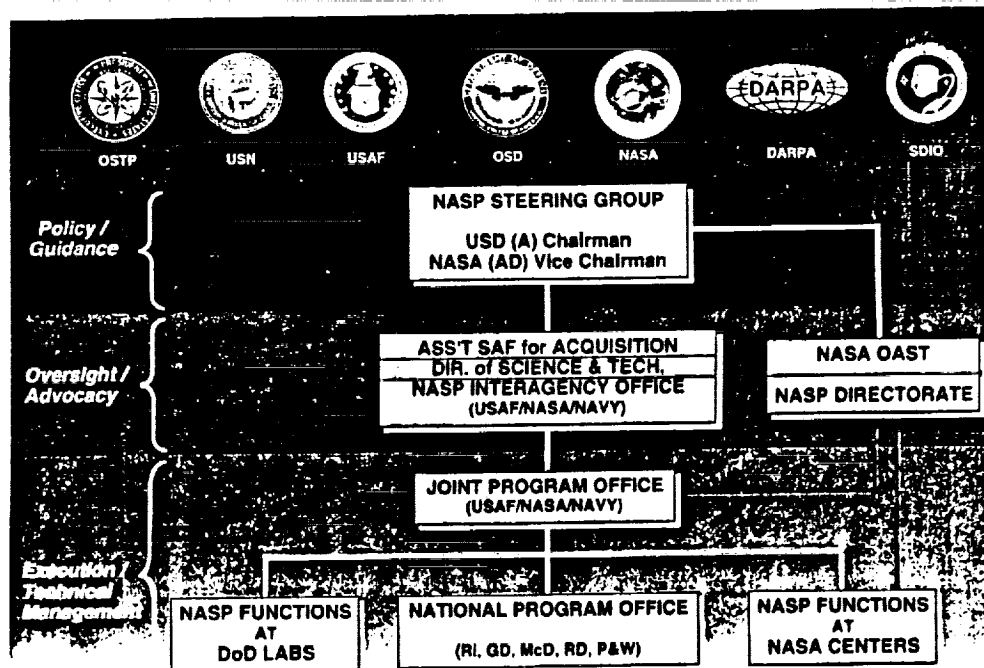 DARPA
OSTP
USN
USAF
OSD
NASA
DARPA
SDIO
Policy /
Guidance
NASP STEERING GROUP
USD (A) Chairman
NASA (AD) Vice Chairman
Oversight /
Advocacy
ASS'T SAF for ACQUISITION
DIR. of SCIENCE & TECH,
NASP INTERAGENCY OFFICE
(USAF/NASA/NAVY)
NASA OAST
NASP DIRECTORATE
JOINT PROGRAM OFFICE
(USAF/NASA/NAVY)
Execution /
Technical
Management
NASP FUNCTIONS
AT
DoD LABS
NATIONAL PROGRAM OFFICE
(RI, GD, McD, RD, P&W)
NASP FUNCTIONS
AT
NASA CENTERS